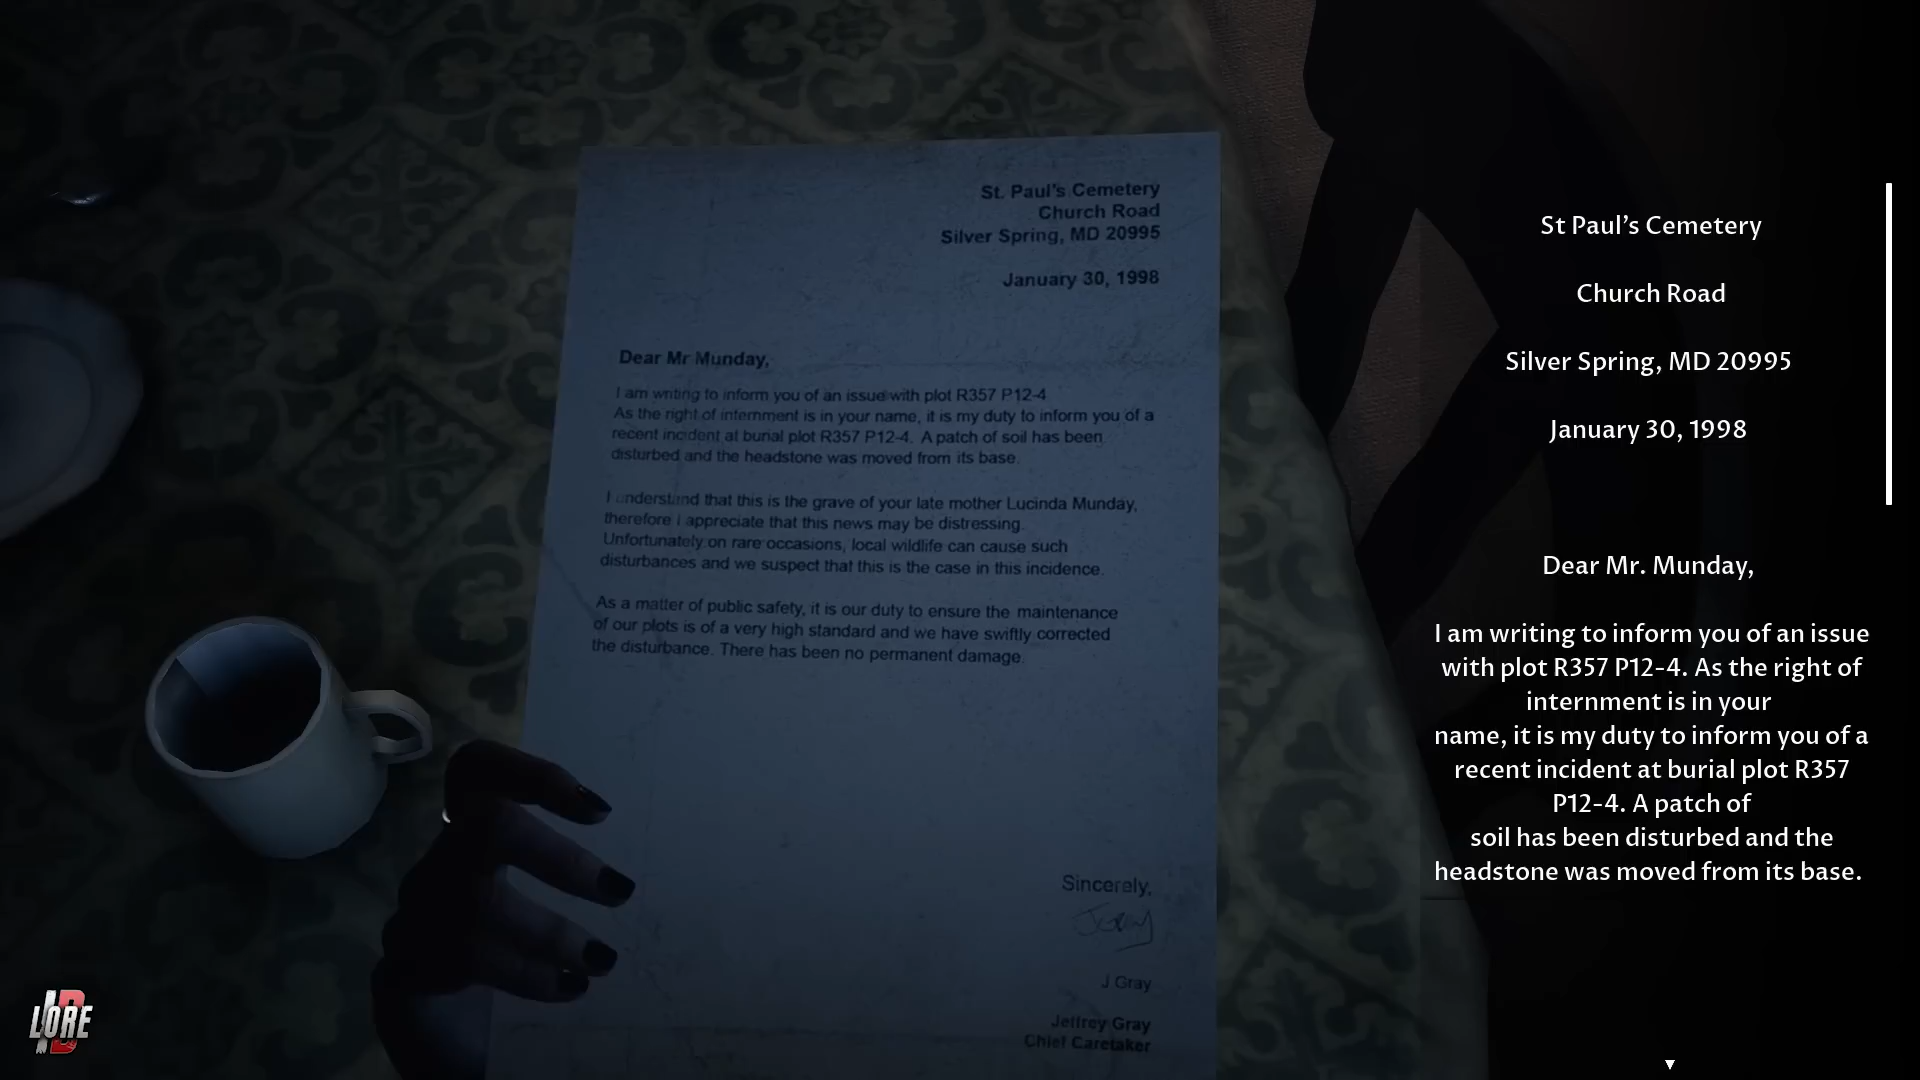 St. Paul's Cemetery
Church Road
Silver Spring, MD 20995
January 30, 1998
Dear Mr Munday,
I am writing to inform you of an issue with plot R357 P12-4
As the right of internment is in your name, it is my duty to inform you of a
recent incident at burial plot R357 P12-4. A patch of soil has been
disturbed and the headstone was moved from its base.
I understand that this is the grave of your late mother Lucinda Munday,
therefore I appreciate that this news may be distressing.
Unfortunately on rare occasions, local wildlife can cause such
disturbances and we suspect that this is the case in this incidence.
As a matter of public safety, it is our duty to ensure the maintenance
of our plots is of a very high standard and we have swiftly corrected
the disturbance. There has been no permanent damage.
Sincerely,
JGray
J Gray
Jeffrey Gray
Chief Caretaker
St Paul's Cemetery
Church Road
Silver Spring, MD 20995
January 30, 1998
Dear Mr. Munday,
I am writing to inform you of an issue
with plot R357 P12-4. As the right of
internment is in your
name, it is my duty to inform you of a
recent incident at burial plot R357
P12-4. A patch of
soil has been disturbed and the
headstone was moved from its base.
LORE